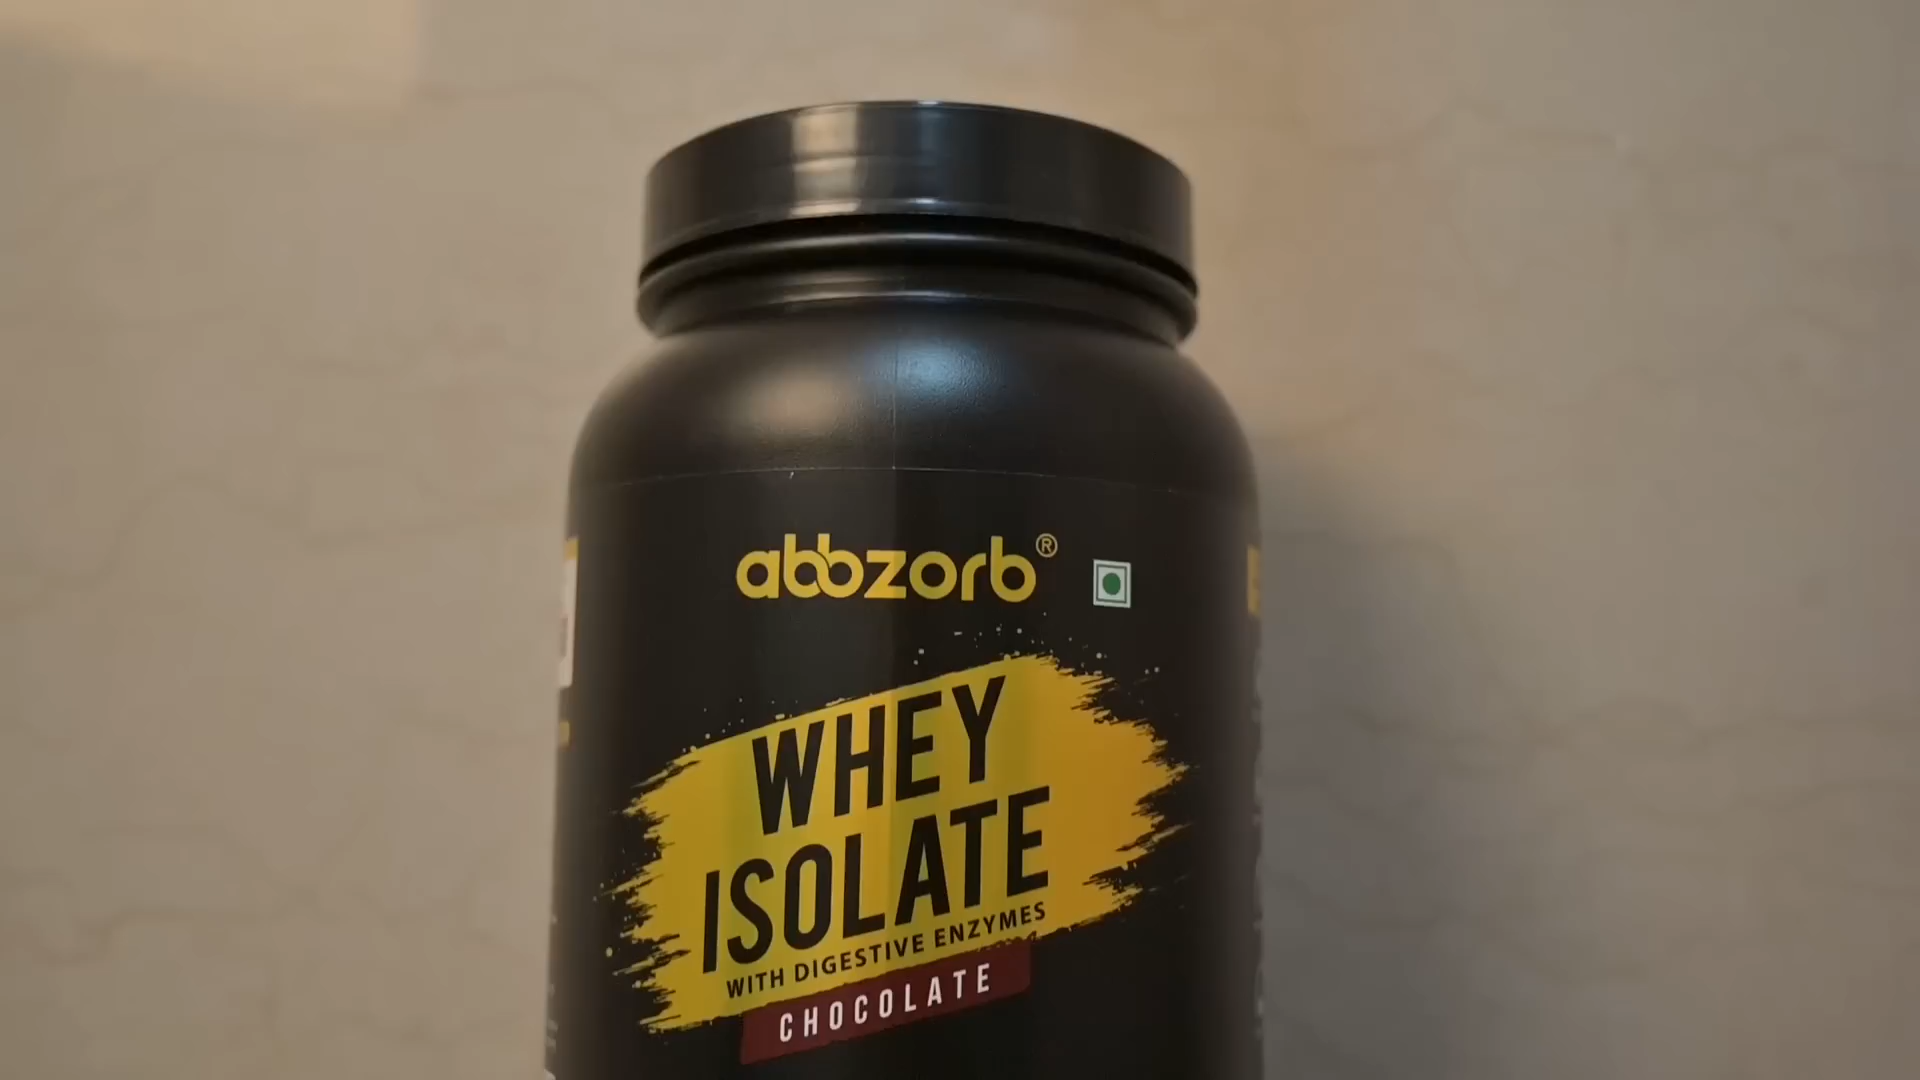 abbzorb®
WHEY
ISOLATE
WITH DIGESTIVE ENZYMES
CHOCOLATE